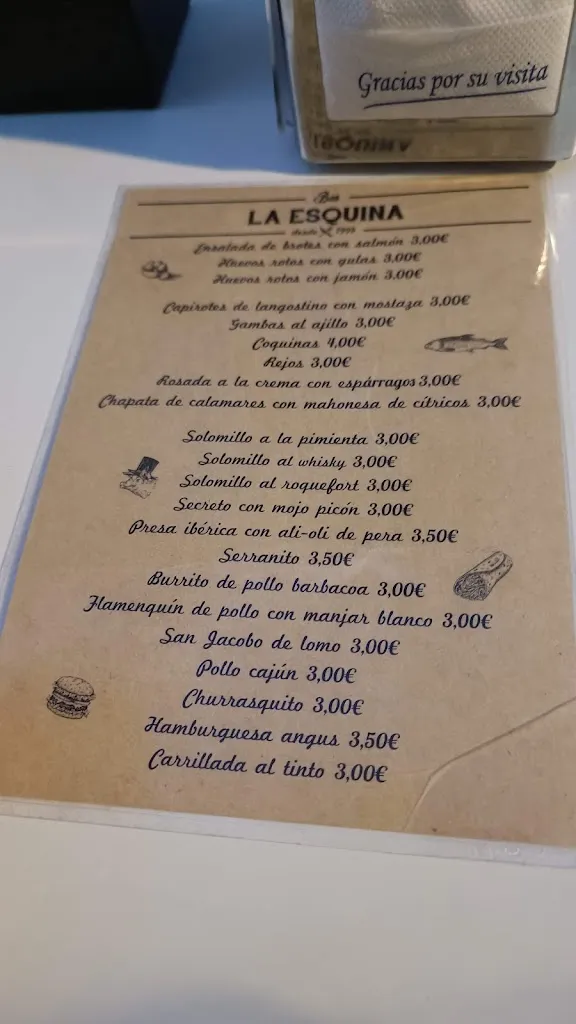 Gracias por su visita
Bar
LA ESQUINA
desde 1999
Ensalada de brotes con salmón 3,00€
Huevos rotos con gulas 3,00€
Huevos rotos con jamón 3,00€
Capirotes de langostino con mostaza 3,00€
Gambas al ajillo 3,00€
Coquinas 4,00€
Rejos 3,00€
Rosada a la crema con espárragos 3,00€
Chapata de calamares con mahonesa de cítricos 3,00€
Solomillo a la pimienta 3,00€
Solomillo al whisky 3,00€
Solomillo al roquefort 3,00€
Secreto con mojo picón 3,00€
Presa ibérica con ali-oli de pera 3,50€
Serranito 3,50€
Burrito de pollo barbacoa 3,00€
Flamenquín de pollo con manjar blanco 3,00€
San Jacobo de lomo 3,00€
Pollo cajún 3,00€
Churrasquito 3,00€
Hamburguesa angus 3,50€
Carrillada al tinto 3,00€